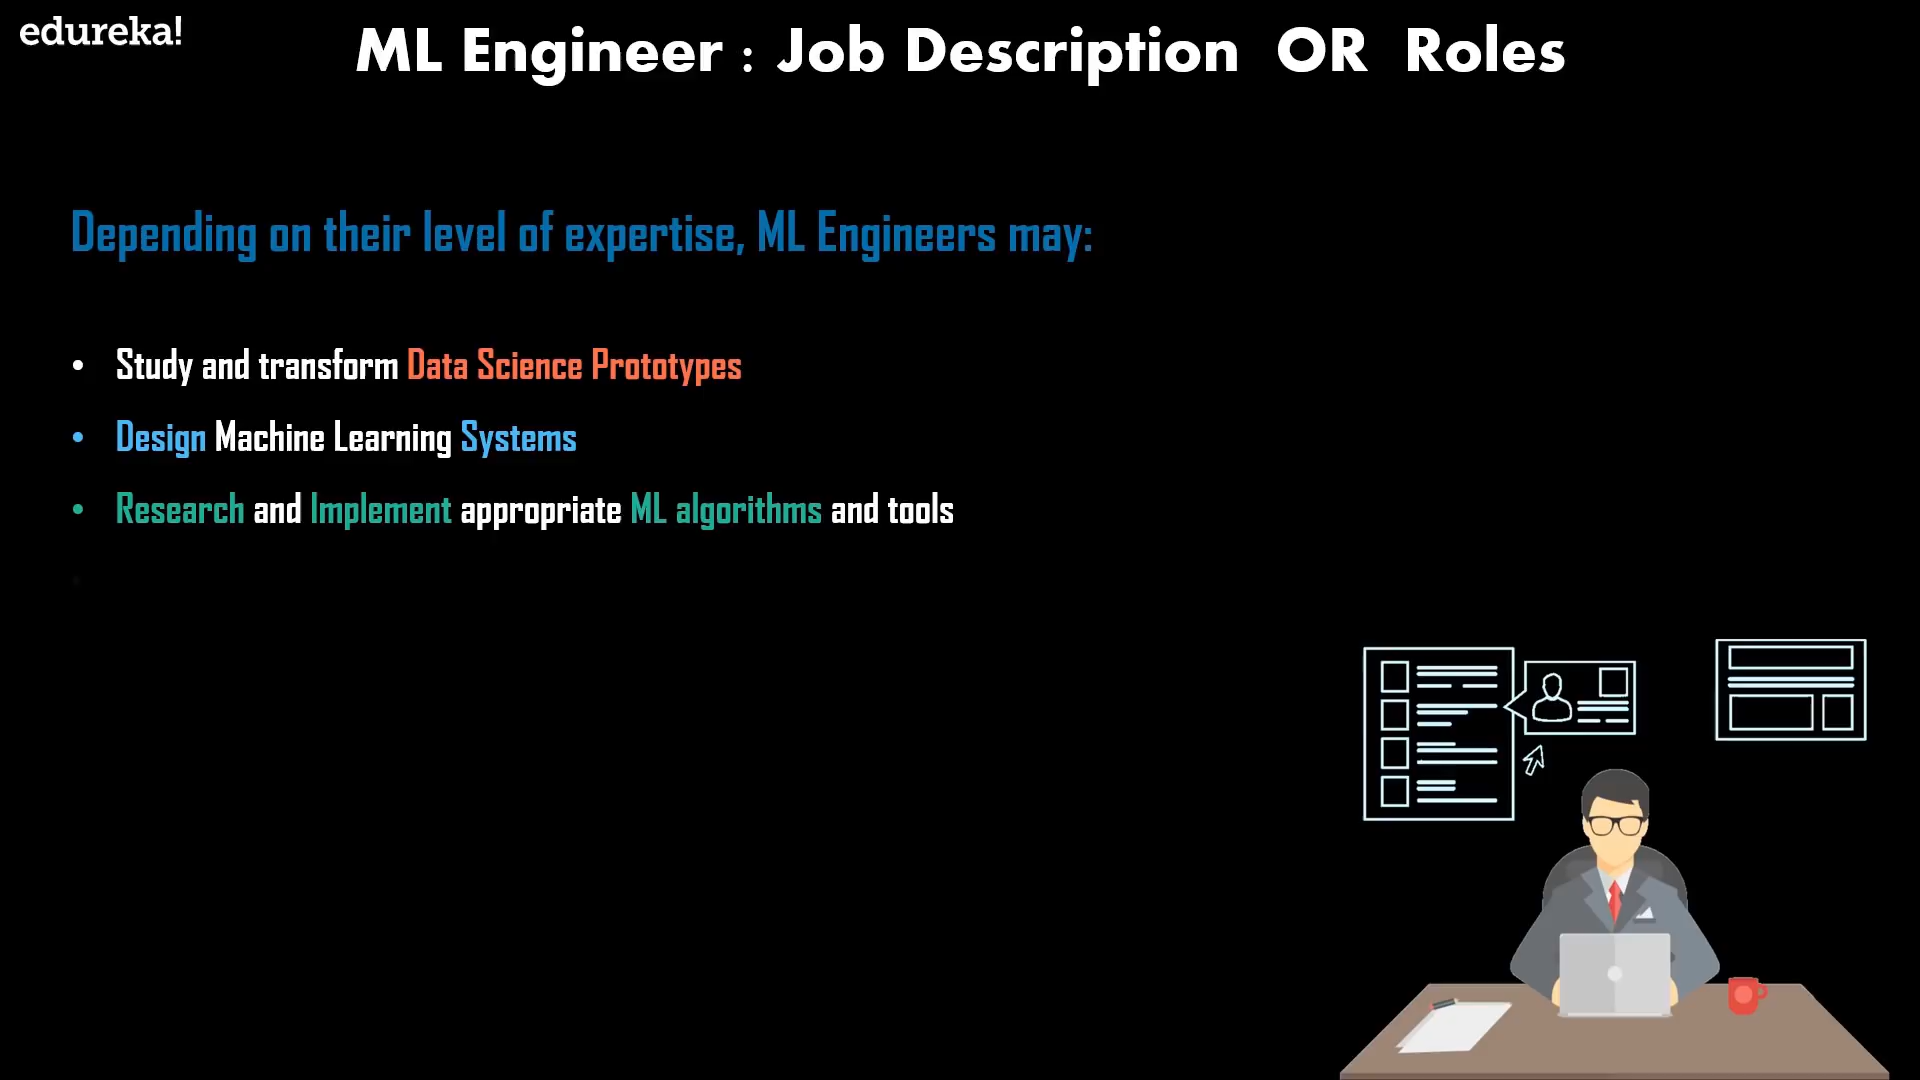 edureka!
ML Engineer : Job Description OR Roles
Depending on their level of expertise, ML Engineers may:
• Study and transform Data Science Prototypes
• Design Machine Learning Systems
• Research and Implement appropriate ML algorithms and tools